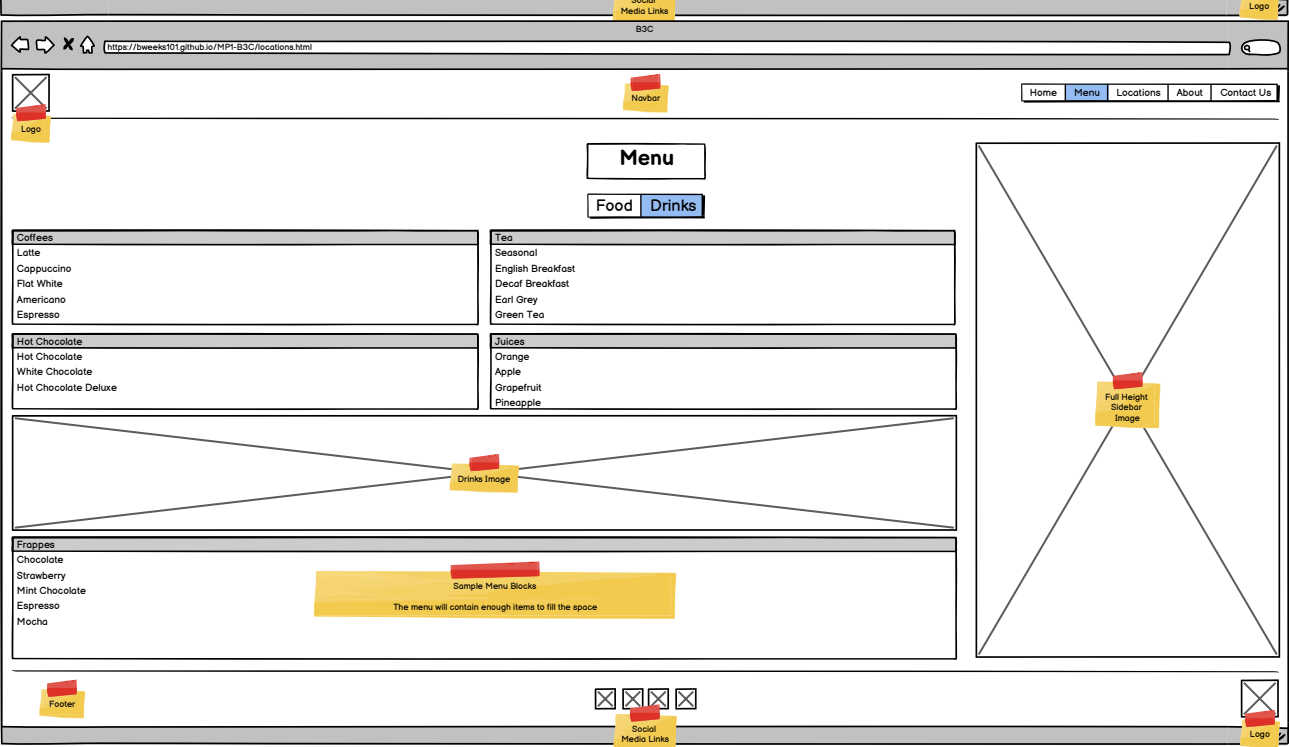 Social
Media Links
Logo
B3C
https://bweeks101.github.io/MP1-B3C/locations.html
Logo
Navbar
Home Menu Locations About Contact Us
Menu
Food Drinks
Coffees
Latte
Cappuccino
Flat White
Americano
Espresso
Tea
Seasonal
English Breakfast
Decaf Breakfast
Earl Grey
Green Tea
Hot Chocolate
Hot Chocolate
White Chocolate
Hot Chocolate Deluxe
Juices
Orange
Apple
Grapefruit
Pineapple
Full Height
Sidebar
Image
Drinks Image
Frappes
Chocolate
Strawberry
Mint Chocolate
Espresso
Mocha
Sample Menu Blocks
The menu will contain enough items to fill the space
Footer
Social
Media Links
Logo